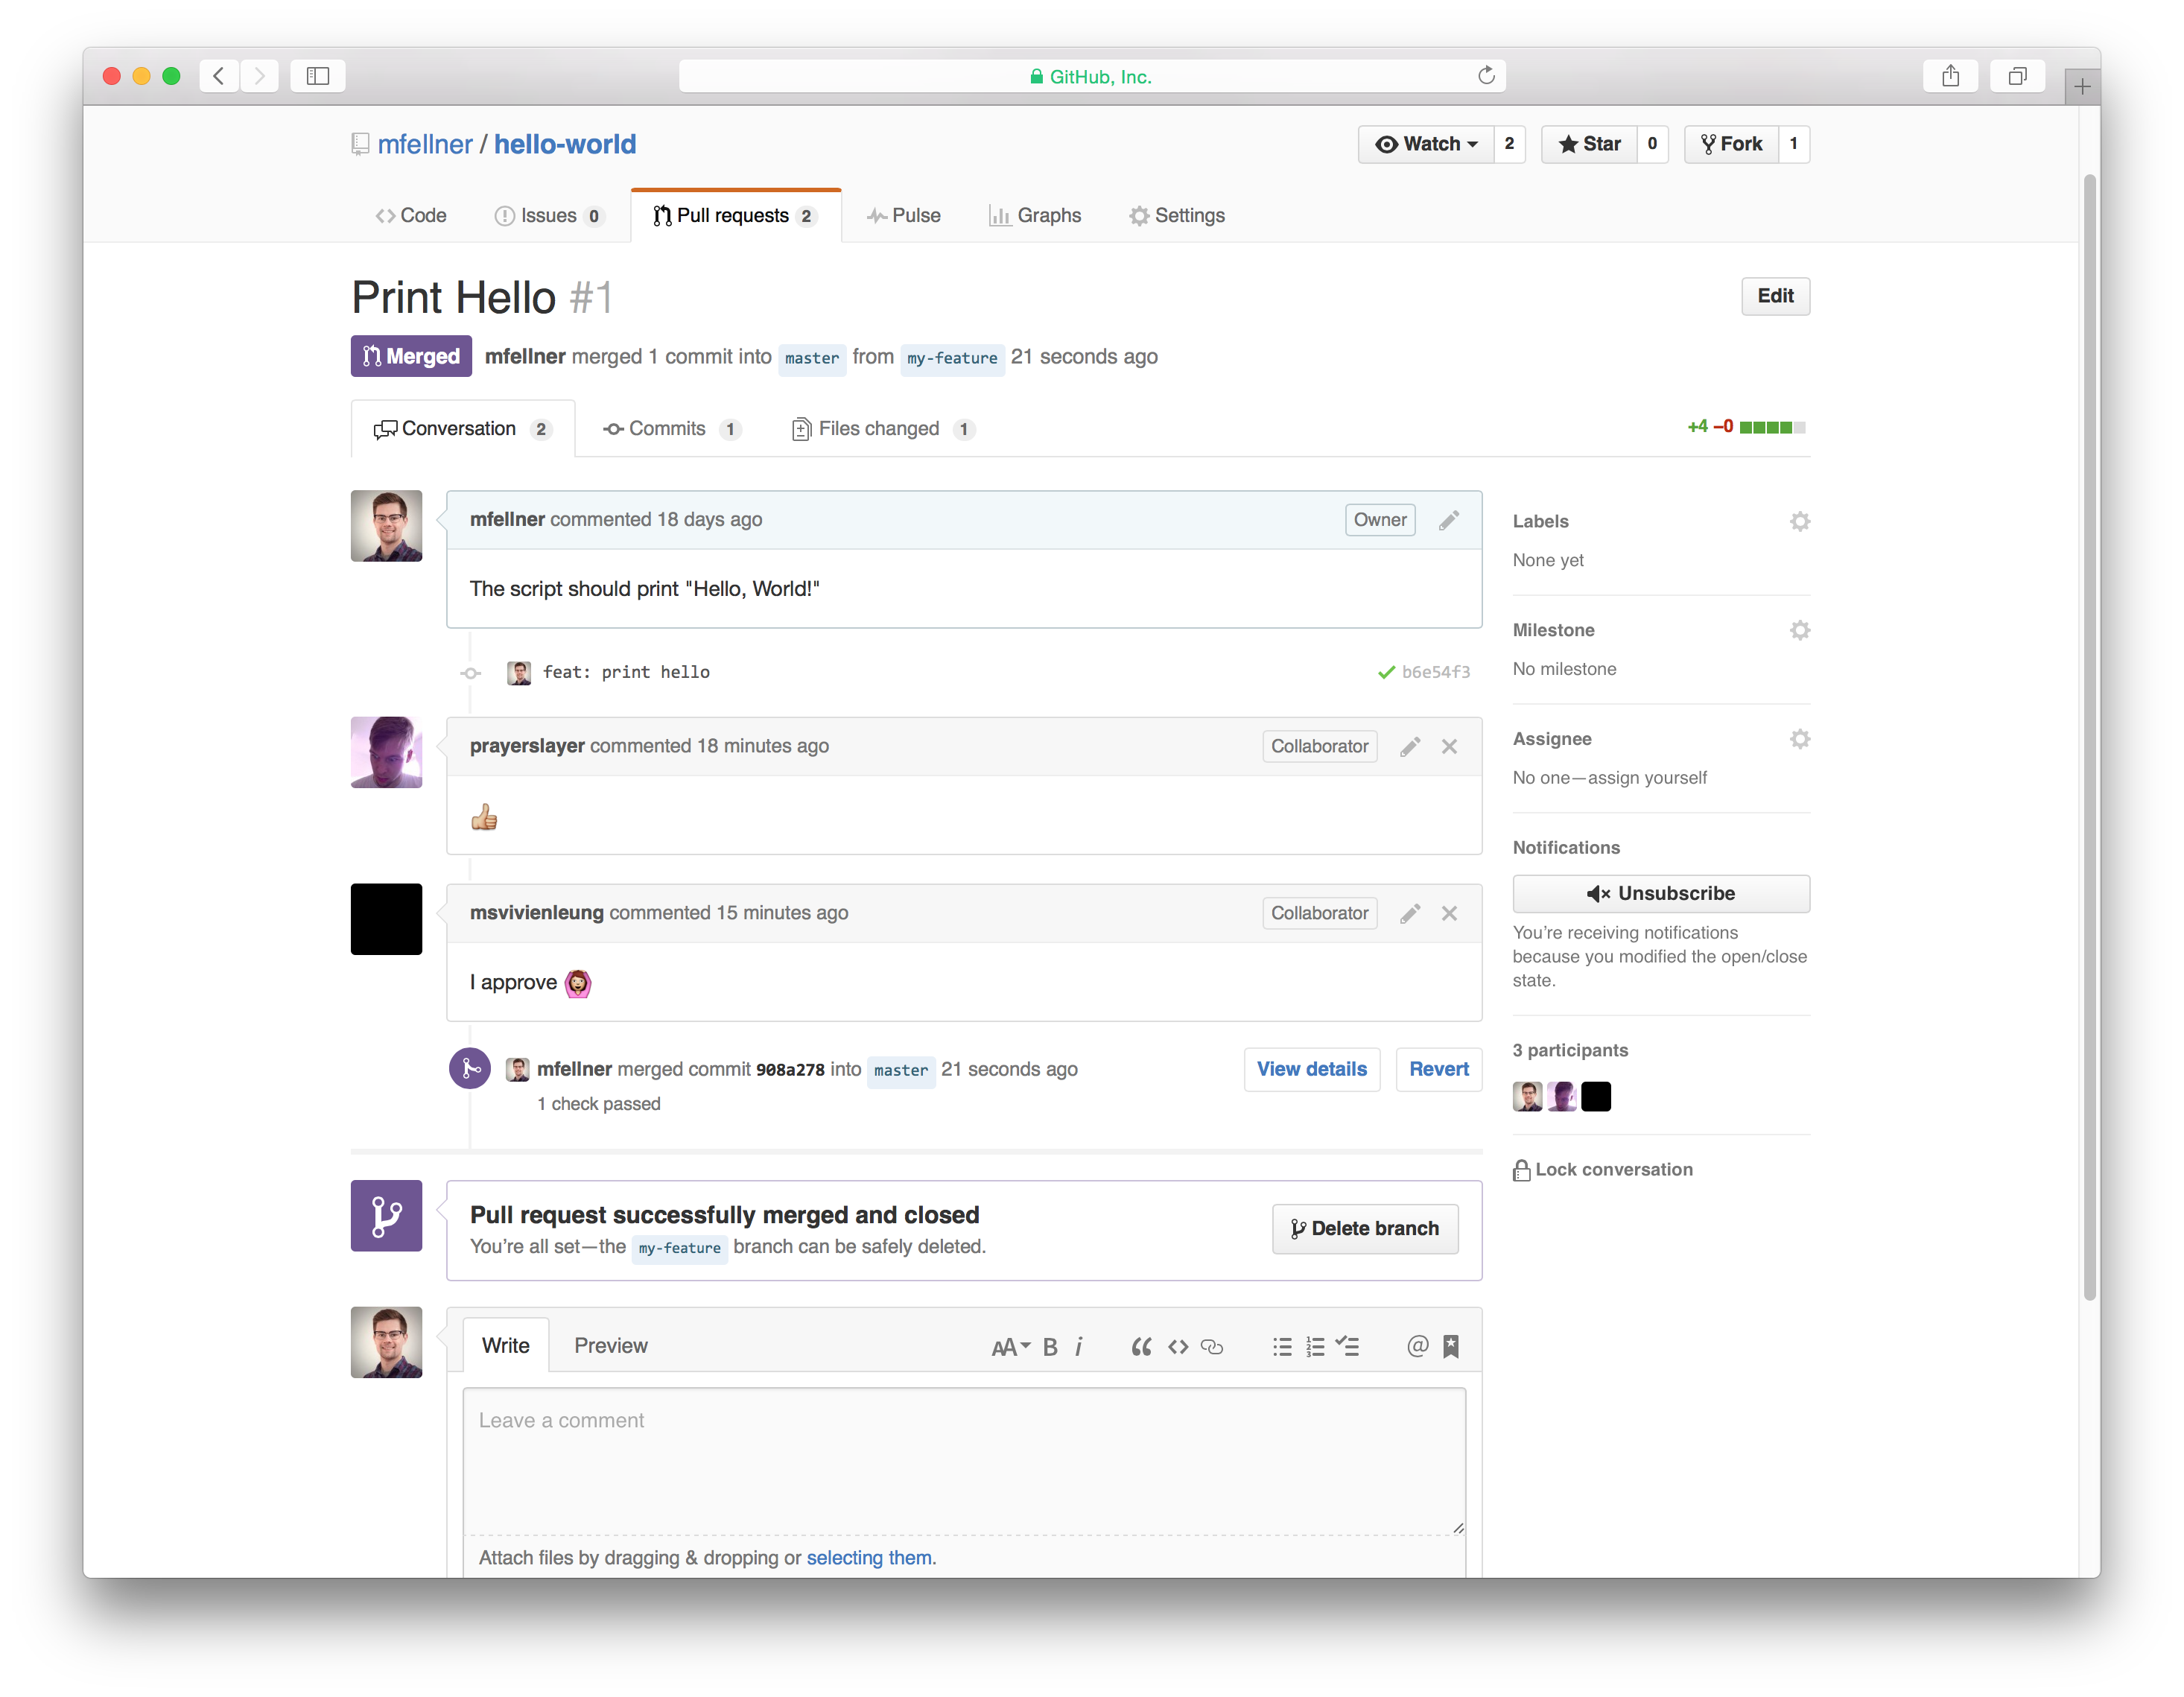 GitHub, Inc.
mfellner / hello-world
Watch 2 Star 0 Fork 1
Code Issues 0 Pull requests 2 Pulse Graphs Settings
Print Hello #1
Edit
Merged mfellner merged 1 commit into master from my-feature 21 seconds ago
Conversation 2 Commits 1 Files changed 1 +4 −0
mfellner commented 18 days ago Owner
The script should print "Hello, World!"
feat: print hello b6e54f3
prayerslayer commented 18 minutes ago Collaborator
👍
msvivienleung commented 15 minutes ago Collaborator
I approve 🙆
mfellner merged commit 908a278 into master 21 seconds ago View details Revert
1 check passed
Pull request successfully merged and closed
You're all set—the my-feature branch can be safely deleted.
Delete branch
Write Preview AA B i “ <> @
Leave a comment
Attach files by dragging & dropping or selecting them.
Labels
None yet
Milestone
No milestone
Assignee
No one—assign yourself
Notifications
Unsubscribe
You're receiving notifications
because you modified the open/close
state.
3 participants
Lock conversation